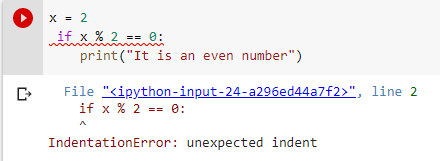 x = 2
 if x % 2 == 0:
    print("It is an even number")
  File "<ipython-input-24-a296ed44a7f2>", line 2
    if x % 2 == 0:
    ^
IndentationError: unexpected indent